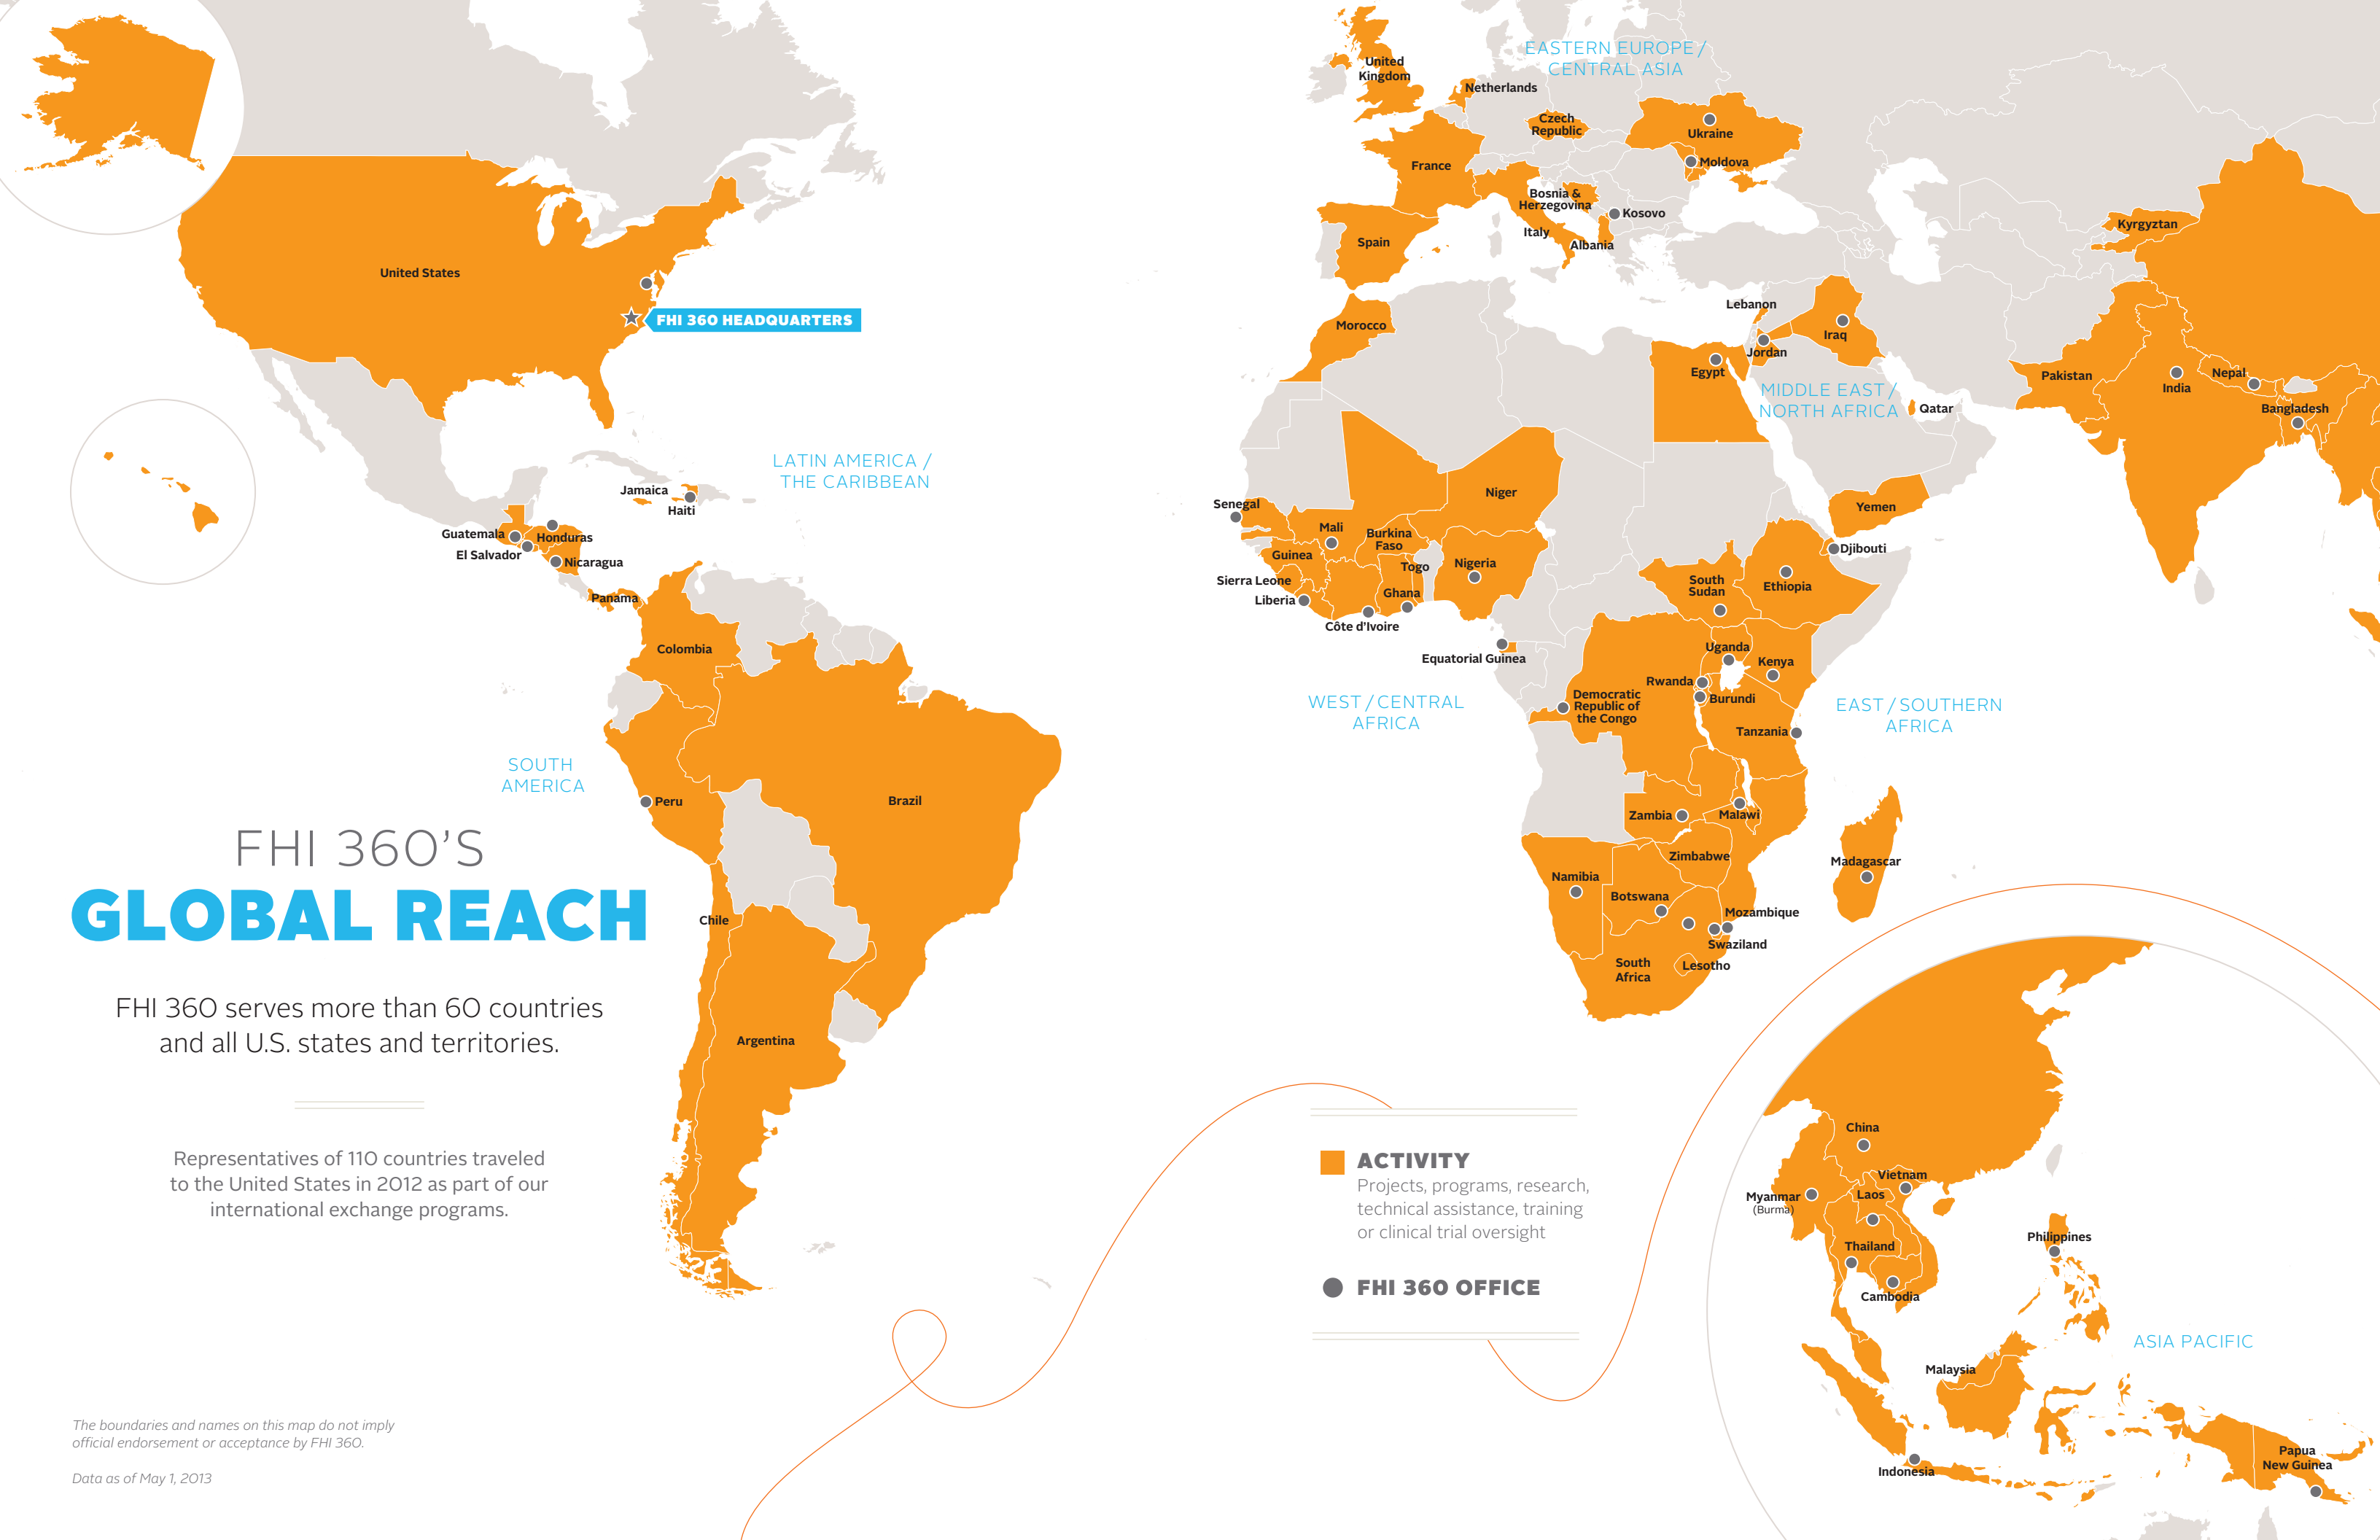 United States
FHI 360 HEADQUARTERS
LATIN AMERICA /
THE CARIBBEAN
Jamaica
Haiti
Guatemala
Honduras
El Salvador
Nicaragua
Panama
Colombia
SOUTH
AMERICA
Peru
Brazil
Chile
Argentina
FHI 360'S
GLOBAL REACH
FHI 360 serves more than 60 countries
and all U.S. states and territories.
Representatives of 110 countries traveled
to the United States in 2012 as part of our
international exchange programs.
The boundaries and names on this map do not imply
official endorsement or acceptance by FHI 360.
Data as of May 1, 2013
EASTERN EUROPE /
CENTRAL ASIA
United
Kingdom
Netherlands
Czech
Republic
Ukraine
Moldova
France
Bosnia &
Herzegovina
Kosovo
Italy
Albania
Spain
Kyrgyztan
Morocco
Lebanon
Iraq
Jordan
Egypt
MIDDLE EAST /
NORTH AFRICA
Qatar
Pakistan
India
Nepal
Bangladesh
Yemen
Djibouti
Senegal
Mali
Niger
Burkina
Faso
Guinea
Togo
Nigeria
Sierra Leone
Ghana
Liberia
Côte d'Ivoire
Equatorial Guinea
WEST / CENTRAL
AFRICA
South
Sudan
Ethiopia
Uganda
Kenya
Rwanda
Burundi
Democratic
Republic of
the Congo
Tanzania
EAST / SOUTHERN
AFRICA
Zambia
Malawi
Zimbabwe
Madagascar
Namibia
Botswana
Mozambique
Swaziland
South
Africa
Lesotho
ACTIVITY
Projects, programs, research,
technical assistance, training
or clinical trial oversight
FHI 360 OFFICE
China
Vietnam
Laos
Myanmar
(Burma)
Thailand
Cambodia
Philippines
ASIA PACIFIC
Malaysia
Indonesia
Papua
New Guinea